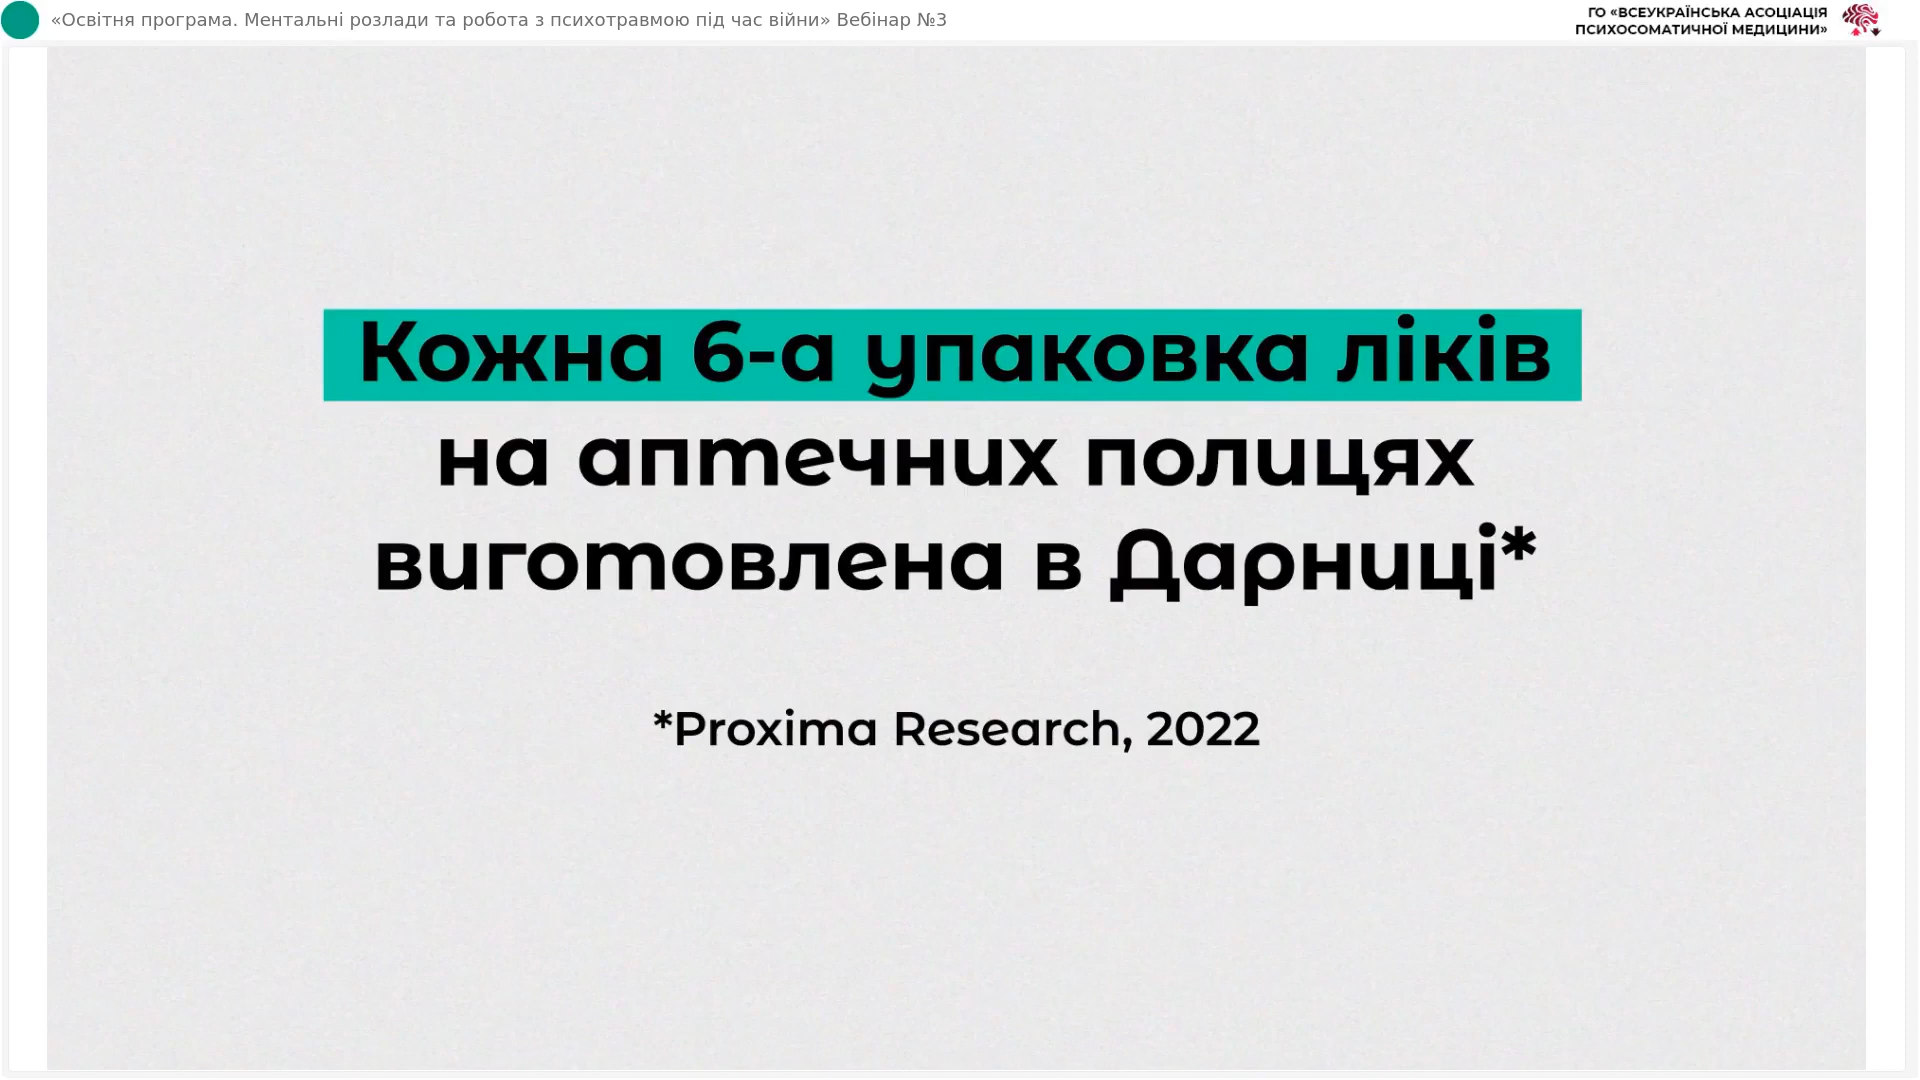 «Освітня програма. Ментальні розлади та робота з психотравмою під час війни» Вебінар №3
ГО «ВСЕУКРАЇНСЬКА АСОЦІАЦІЯ
ПСИХОСОМАТИЧНОЇ МЕДИЦИНИ»
Кожна 6-а упаковка ліків
на аптечних полицях
виготовлена в Дарниці*
*Proxima Research, 2022